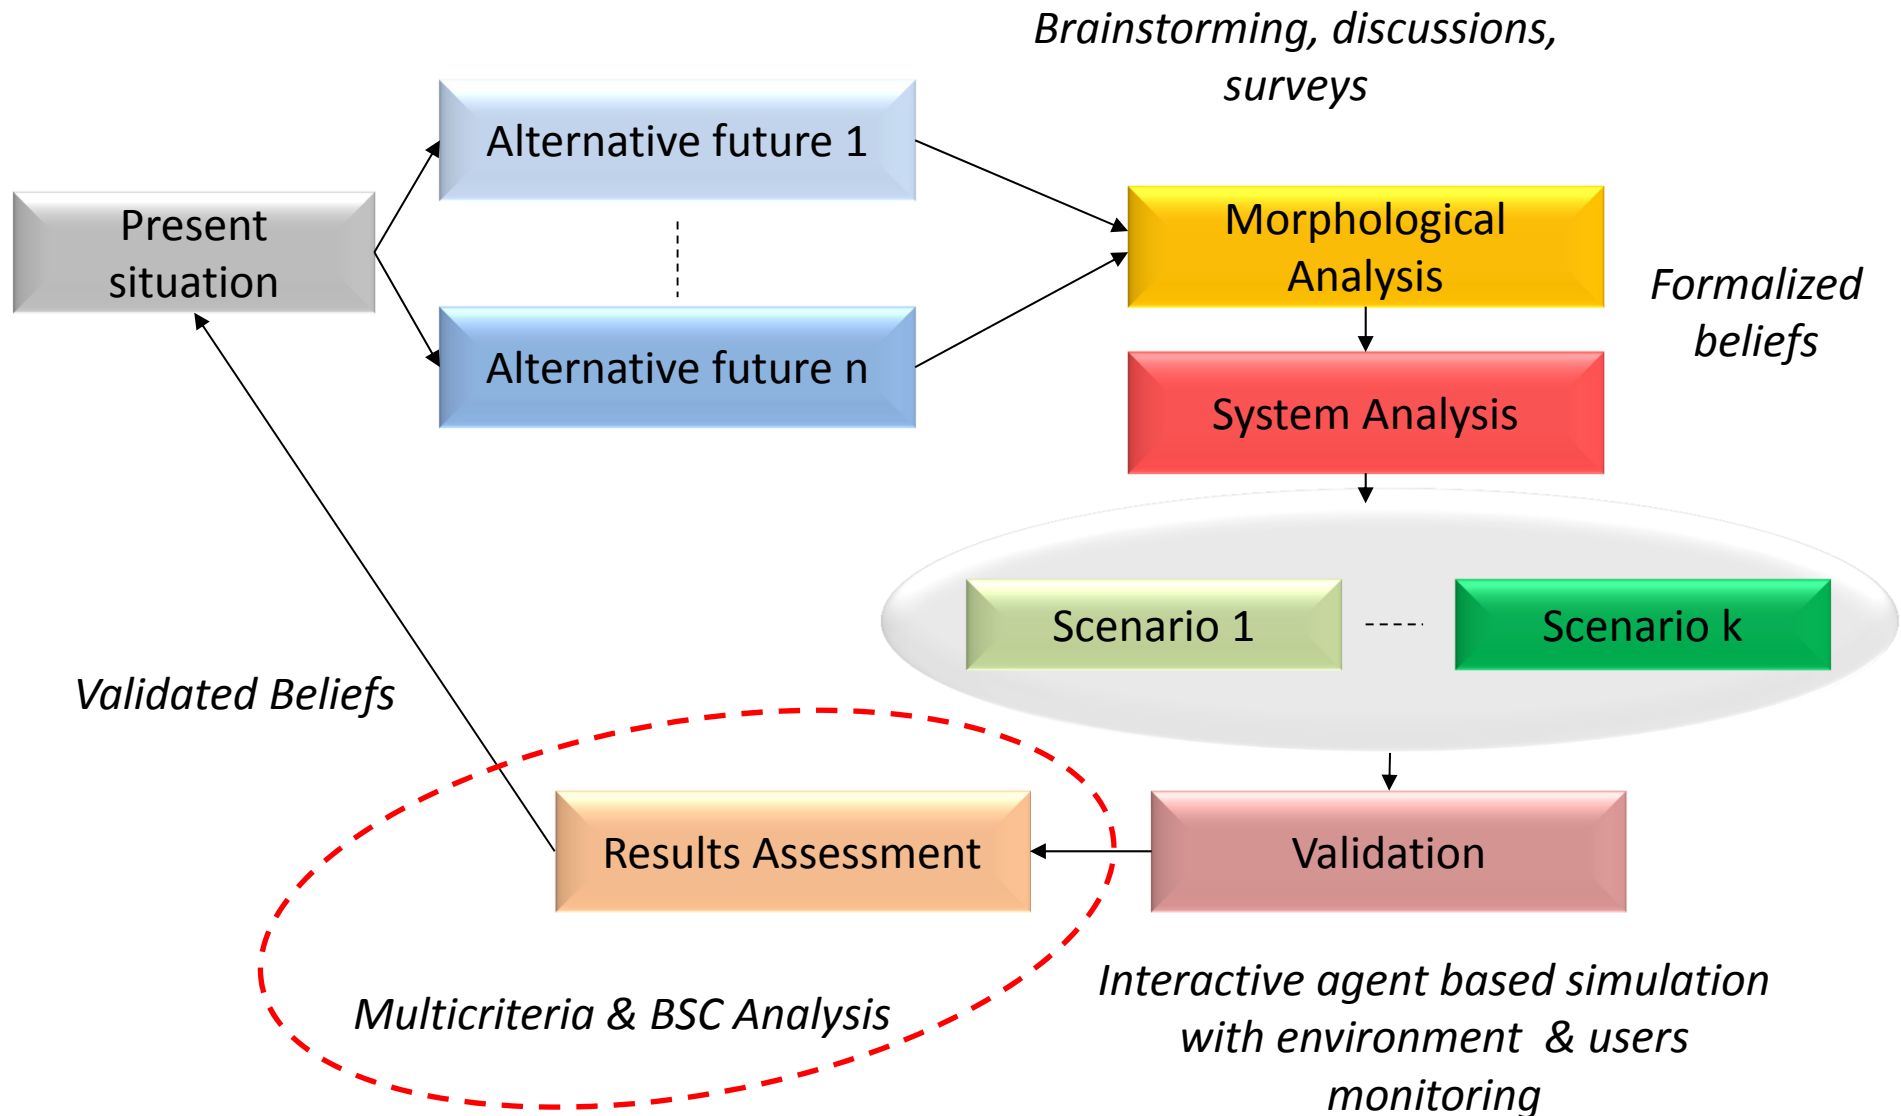 Brainstorming, discussions,
surveys
Alternative future 1
Present
situation
Morphological
Analysis
Formalized
beliefs
Alternative future n
System Analysis
Scenario 1
Scenario k
Validated Beliefs
Results Assessment
Validation
Multicriteria & BSC Analysis
Interactive agent based simulation
with environment & users
monitoring